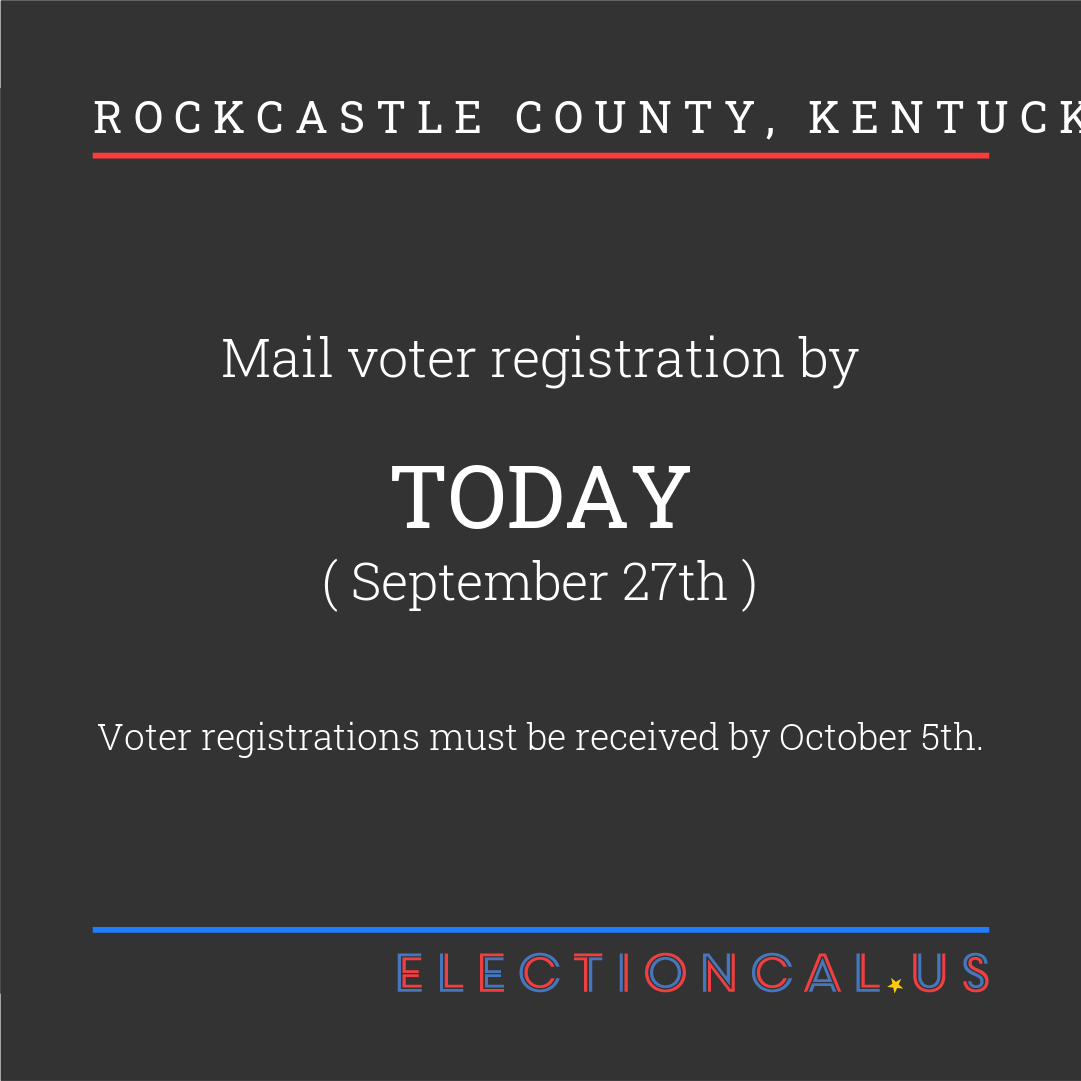 ROCKCASTLE COUNTY, KENTUCK
Mail voter registration by
TODAY
( September 27th )
Voter registrations must be received by October 5th.
ELECTIONCAL.US